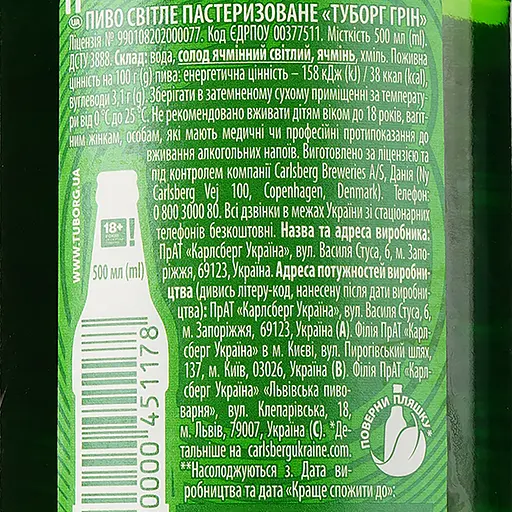 UA
ПИВО СВІТЛЕ ПАСТЕРИЗОВАНЕ «ТУБОРГ ГРІН»
Ліцензія № 990108202000077. Код ЄДРПОУ 00377511. Місткість 500 мл (ml).
ДСТУ 3888. Склад: вода, солод ячмінний світлий, ячмінь, хміль. Поживна
цінність на 100 г (g) пива: енергетична цінність – 158 кДж (kJ) / 38 ккал (kcal),
вуглеводи 3,1 г (g). Зберігати в затемненому сухому приміщенні за температу-
ри від 0˚С до 25˚С. Не рекомендовано вживати дітям віком до 18 років, вагіт-
ним жінкам, особам, які мають медичні чи професійні протипоказання до
вживання алкогольних напоїв. Виготовлено за ліцензією та
під контролем компанії Carlsberg Breweries A/S, Данія (Ny
Carlsberg Vej 100, Copenhagen, Denmark). Телефон:
0 800 3000 80. Всі дзвінки в межах України зі стаціонарних
телефонів безкоштовні. Назва та адреса виробника:
ПрАТ «Карлсберг Україна», вул. Василя Стуса, 6, м. Запо-
ріжжя, 69123, Україна. Адреса потужностей виробни-
цтва (дивись літеру-код, нанесену після дати виробни-
цтва): ПрАТ «Карлсберг Україна», вул. Василя Стуса, 6,
м. Запоріжжя, 69123, Україна (A). Філія ПрАТ «Карл-
сберг Україна» в м. Києві, вул. Пирогівський шлях,
137, м. Київ, 03026, Україна (B). Філія ПрАТ «Карл-
сберг Україна» «Львівська пиво-
варня», вул. Клепарівська, 18,
м. Львів, 79007, Україна (C). *Де-
тальніше на carlsbergukraine.com.
**Насолоджуються з. Дата ви-
робництва та дата «Краще спожити до»:
WWW.TUBORG.UA
18+
!
500 мл (ml)
0000 451178
ПОВЕРНИ ПЛЯШКУ*